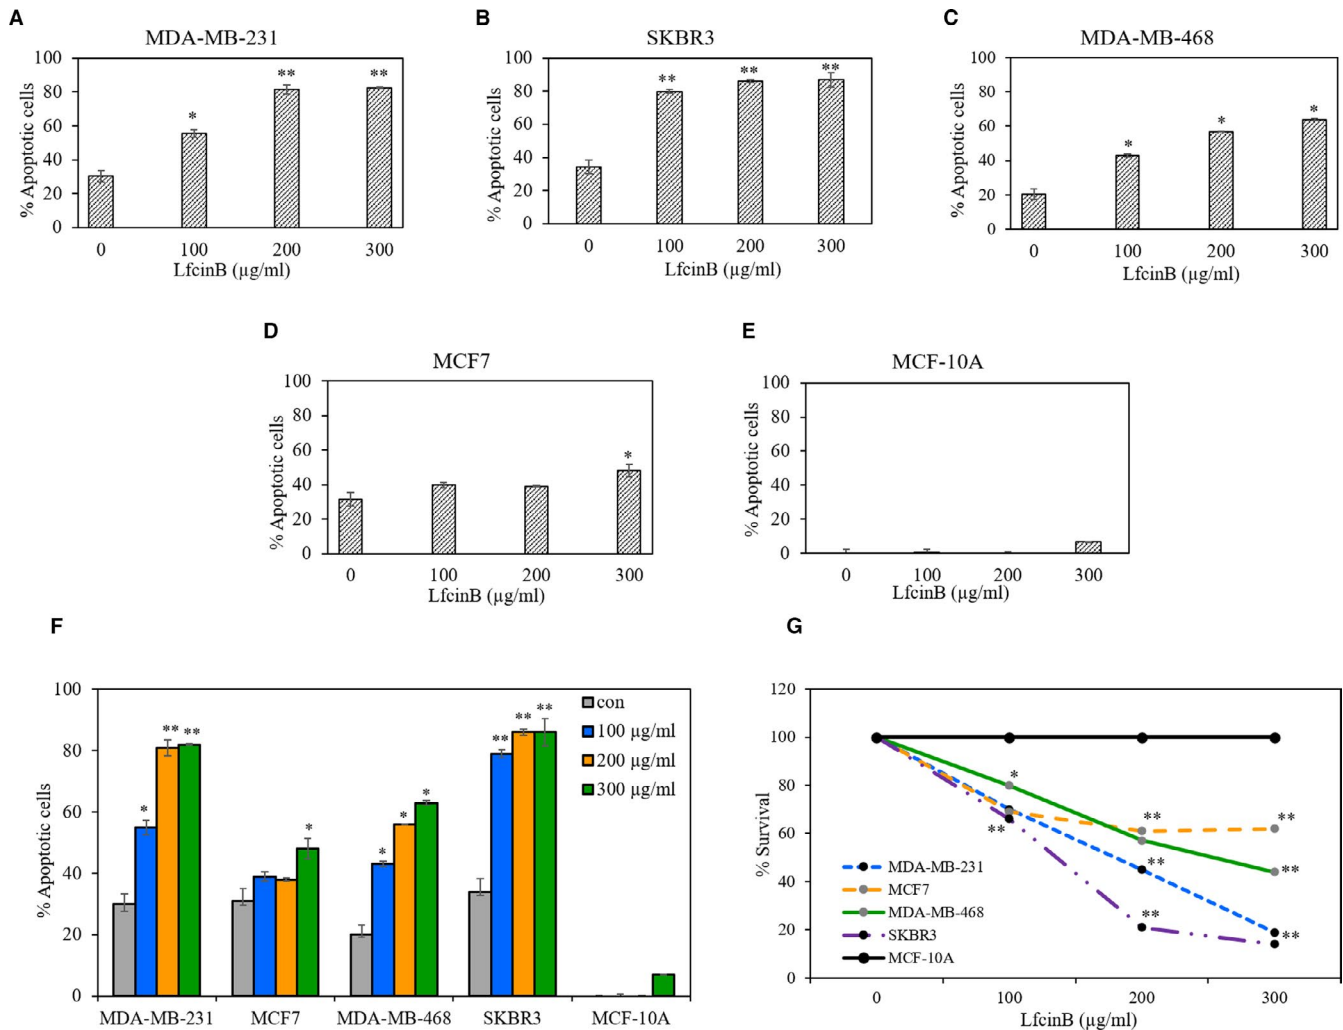 A
MDA-MB-231
% Apoptotic cells
100
80
60
40
20
0
*
**
**
0 100 200 300
LfcinB (µg/ml)
B
SKBR3
% Apoptotic cells
100
80
60
40
20
0
**
**
**
0 100 200 300
LfcinB (µg/ml)
C
MDA-MB-468
% Apoptotic cells
100
80
60
40
20
0
*
*
*
0 100 200 300
LfcinB (µg/ml)
D
MCF7
% Apoptotic cells
100
80
60
40
20
0
*
0 100 200 300
LfcinB (µg/ml)
E
MCF-10A
% Apoptotic cells
100
80
60
40
20
0
0 100 200 300
LfcinB (µg/ml)
F
% Apoptotic cells
100
80
60
40
20
0
*
**
**
*
*
*
*
**
**
**
con
100 µg/ml
200 µg/ml
300 µg/ml
MDA-MB-231 MCF7 MDA-MB-468 SKBR3 MCF-10A
G
% Survival
120
100
80
60
40
20
0
*
**
**
**
**
**
**
**
MDA-MB-231
MCF7
MDA-MB-468
SKBR3
MCF-10A
0 100 200 300
LfcinB (µg/ml)